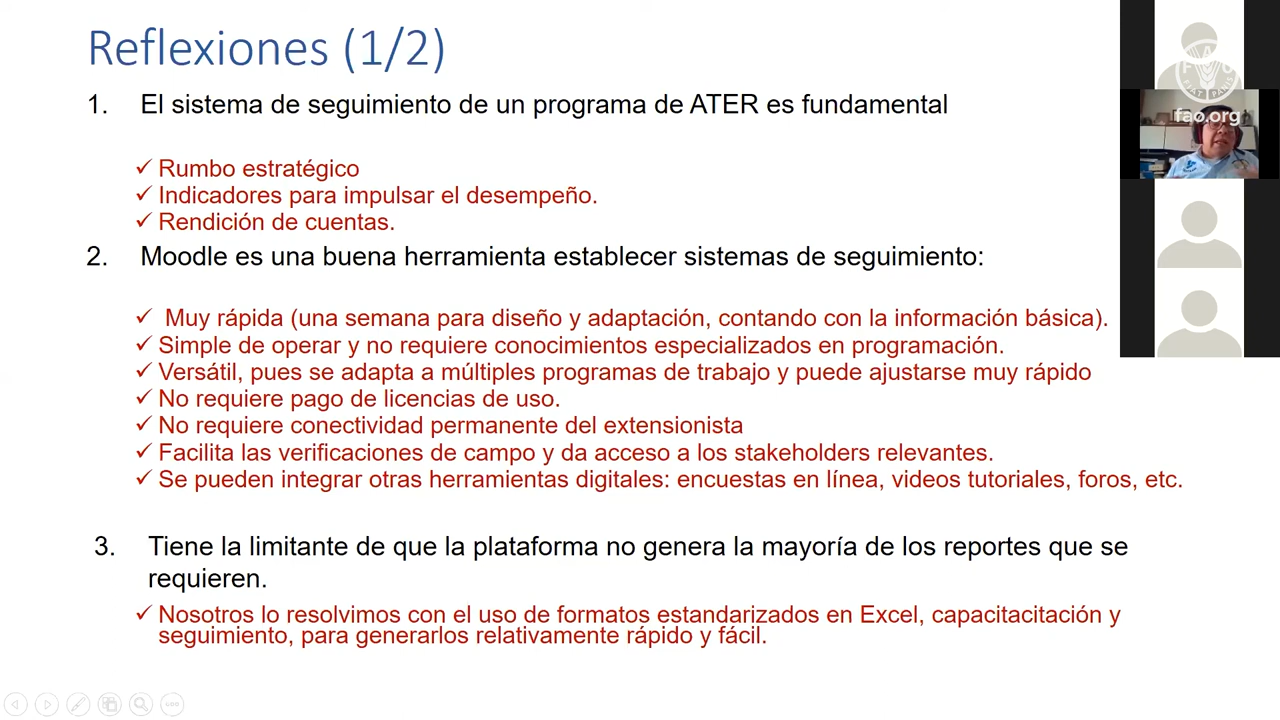 Reflexiones (1/2)
1. El sistema de seguimiento de un programa de ATER es fundamental
✓ Rumbo estratégico
✓ Indicadores para impulsar el desempeño.
✓ Rendición de cuentas.
2. Moodle es una buena herramienta establecer sistemas de seguimiento:
✓ Muy rápida (una semana para diseño y adaptación, contando con la información básica).
✓ Simple de operar y no requiere conocimientos especializados en programación.
✓ Versátil, pues se adapta a múltiples programas de trabajo y puede ajustarse muy rápido
✓ No requiere pago de licencias de uso.
✓ No requiere conectividad permanente del extensionista
✓ Facilita las verificaciones de campo y da acceso a los stakeholders relevantes.
✓ Se pueden integrar otras herramientas digitales: encuestas en línea, videos tutoriales, foros, etc.
3. Tiene la limitante de que la plataforma no genera la mayoría de los reportes que se
requieren.
✓ Nosotros lo resolvimos con el uso de formatos estandarizados en Excel, capacitacitación y
seguimiento, para generarlos relativamente rápido y fácil.
F A O
FIAT PANIS
fao.org